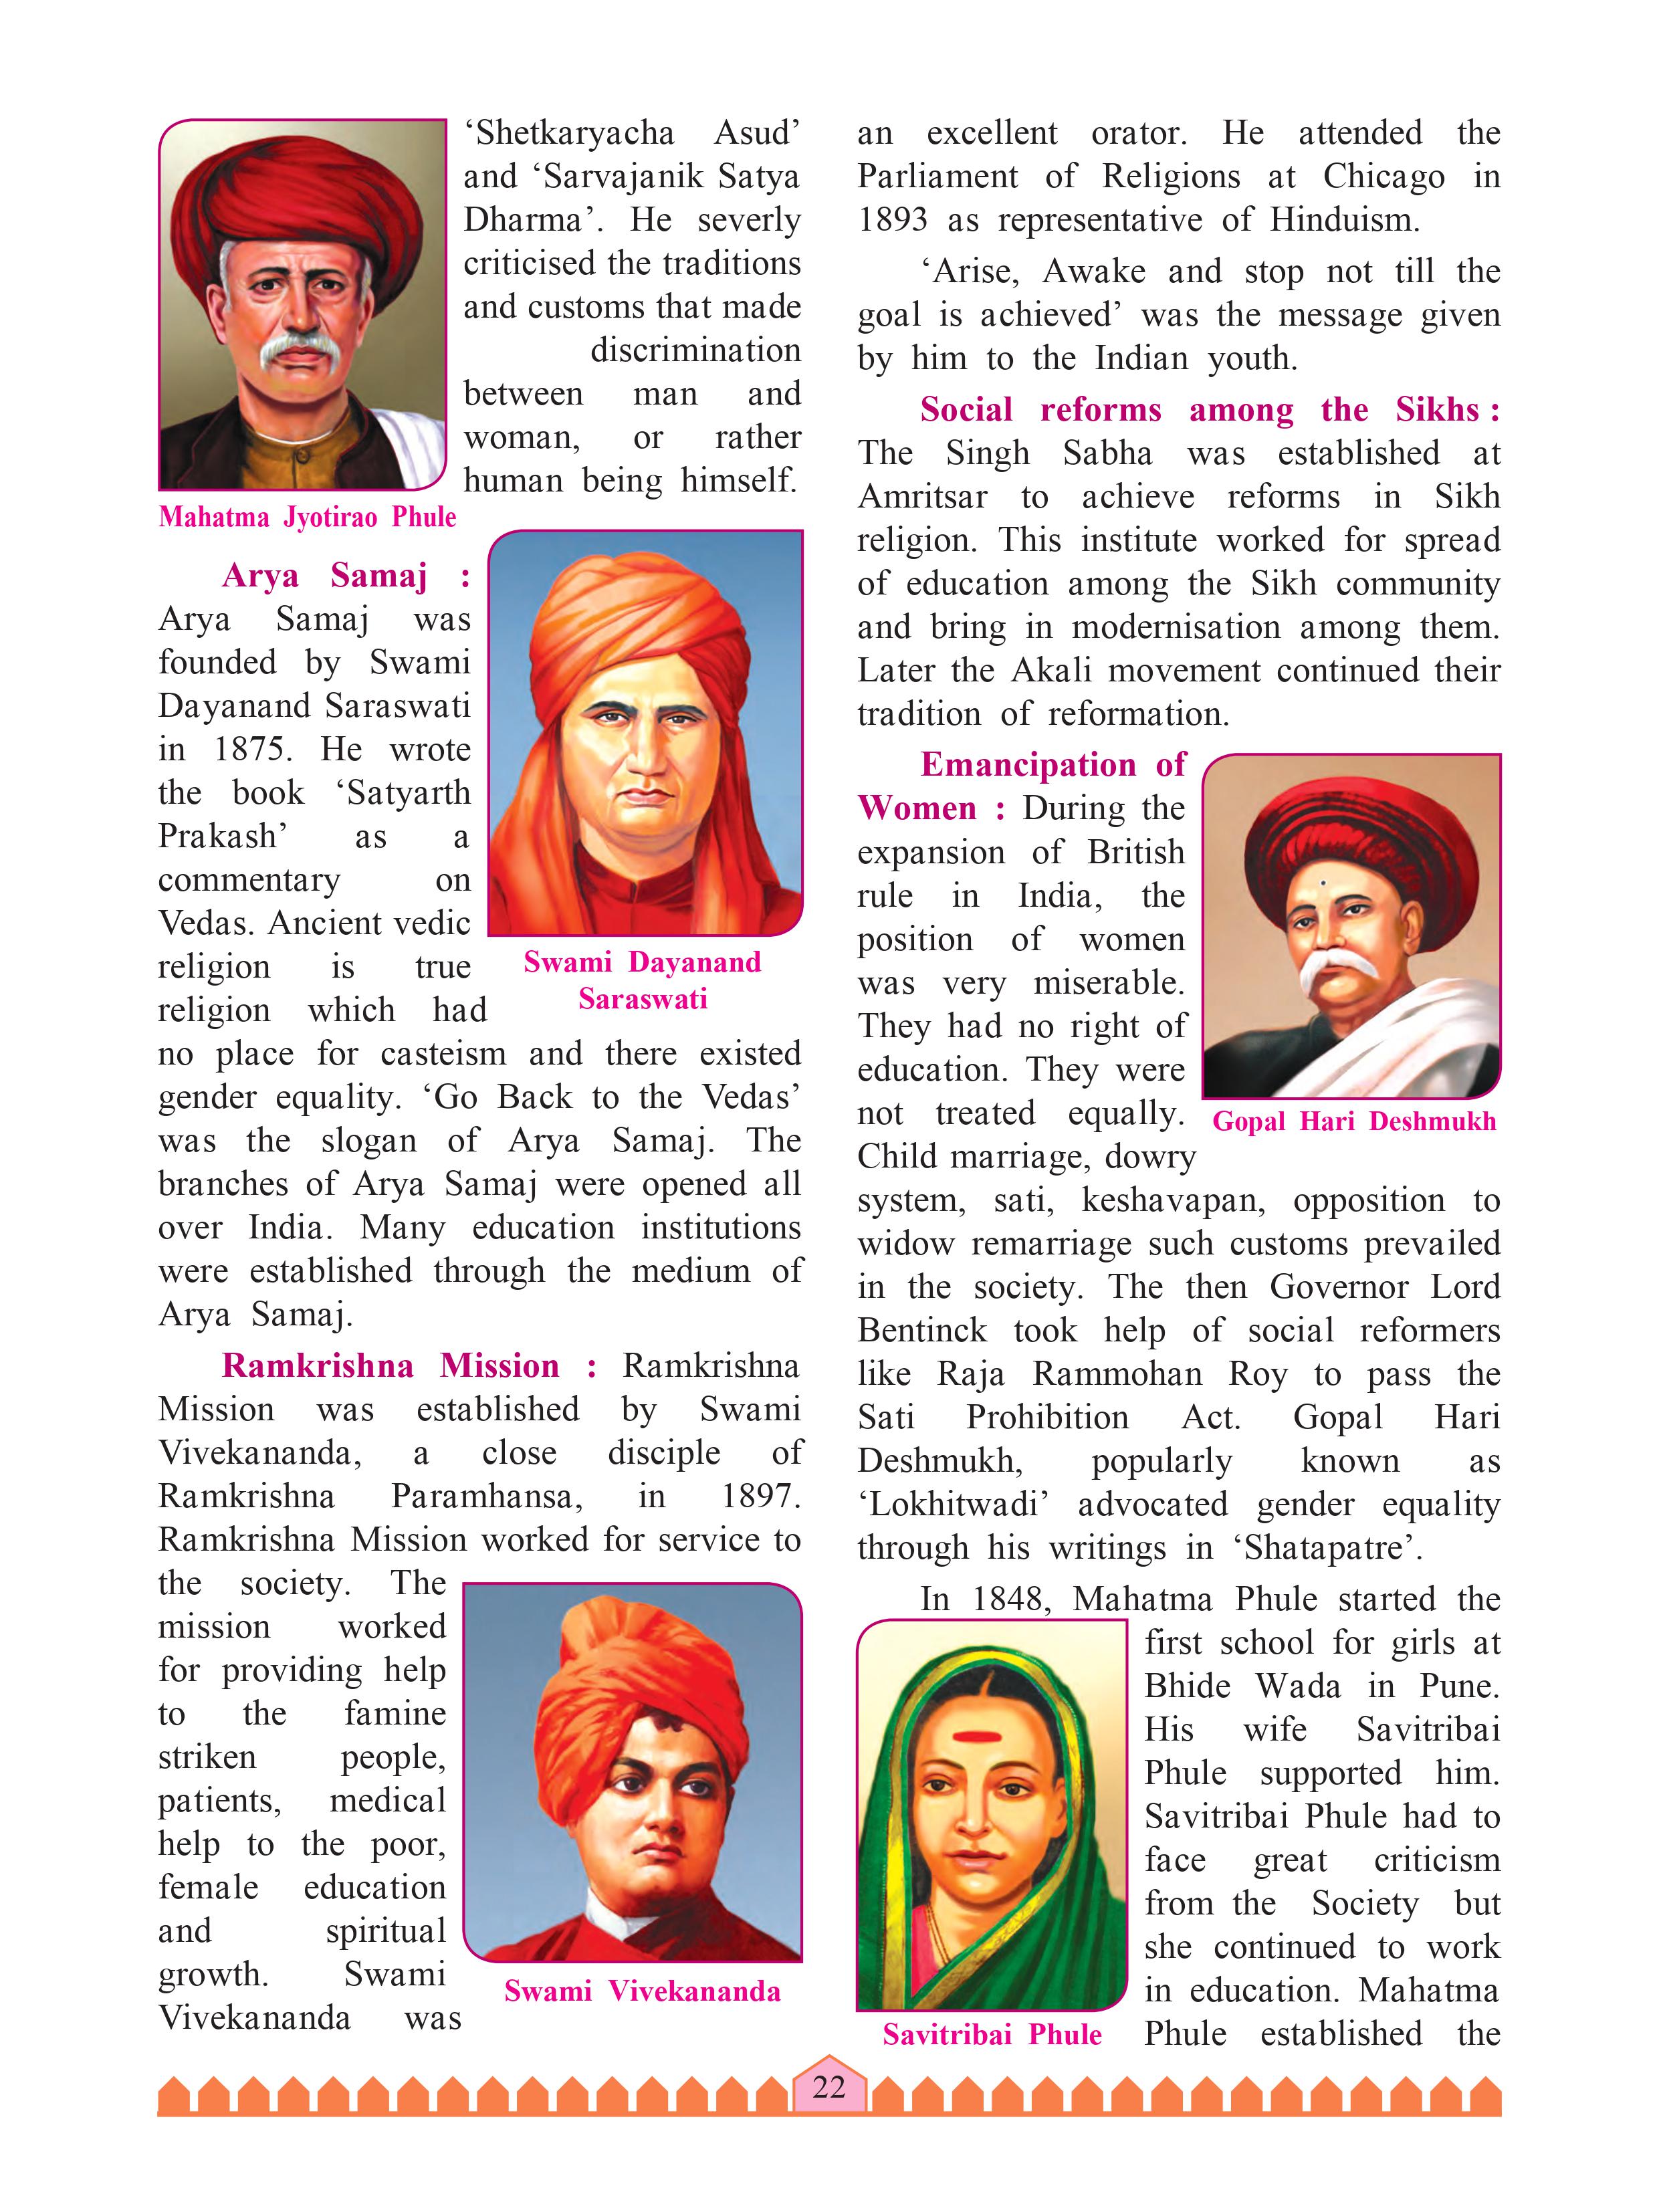 ‘Shetkaryacha Asud’
and ‘Sarvajanik Satya
Dharma’. He severly
criticised the traditions
and customs that made
discrimination
between man and
woman, or rather
human being himself.
Mahatma Jyotirao Phule
Arya Samaj :
Arya Samaj was
founded by Swami
Dayanand Saraswati
in 1875. He wrote
the book ‘Satyarth
Prakash’ as a
commentary on
Vedas. Ancient vedic
religion is true
religion which had
Swami Dayanand
Saraswati
no place for casteism and there existed
gender equality. ‘Go Back to the Vedas’
was the slogan of Arya Samaj. The
branches of Arya Samaj were opened all
over India. Many education institutions
were established through the medium of
Arya Samaj.
Ramkrishna Mission : Ramkrishna
Mission was established by Swami
Vivekananda, a close disciple of
Ramkrishna Paramhansa, in 1897.
Ramkrishna Mission worked for service to
the society. The
mission worked
for providing help
to the famine
striken people,
patients, medical
help to the poor,
female education
and spiritual
growth. Swami
Vivekananda was
Swami Vivekananda
an excellent orator. He attended the
Parliament of Religions at Chicago in
1893 as representative of Hinduism.
‘Arise, Awake and stop not till the
goal is achieved’ was the message given
by him to the Indian youth.
Social reforms among the Sikhs :
The Singh Sabha was established at
Amritsar to achieve reforms in Sikh
religion. This institute worked for spread
of education among the Sikh community
and bring in modernisation among them.
Later the Akali movement continued their
tradition of reformation.
Emancipation of
Women : During the
expansion of British
rule in India, the
position of women
was very miserable.
They had no right of
education. They were
not treated equally.
Child marriage, dowry
Gopal Hari Deshmukh
system, sati, keshavapan, opposition to
widow remarriage such customs prevailed
in the society. The then Governor Lord
Bentinck took help of social reformers
like Raja Rammohan Roy to pass the
Sati Prohibition Act. Gopal Hari
Deshmukh, popularly known as
‘Lokhitwadi’ advocated gender equality
through his writings in ‘Shatapatre’.
In 1848, Mahatma Phule started the
first school for girls at
Bhide Wada in Pune.
His wife Savitribai
Phule supported him.
Savitribai Phule had to
face great criticism
from the Society but
she continued to work
in education. Mahatma
Phule established the
Savitribai Phule
22